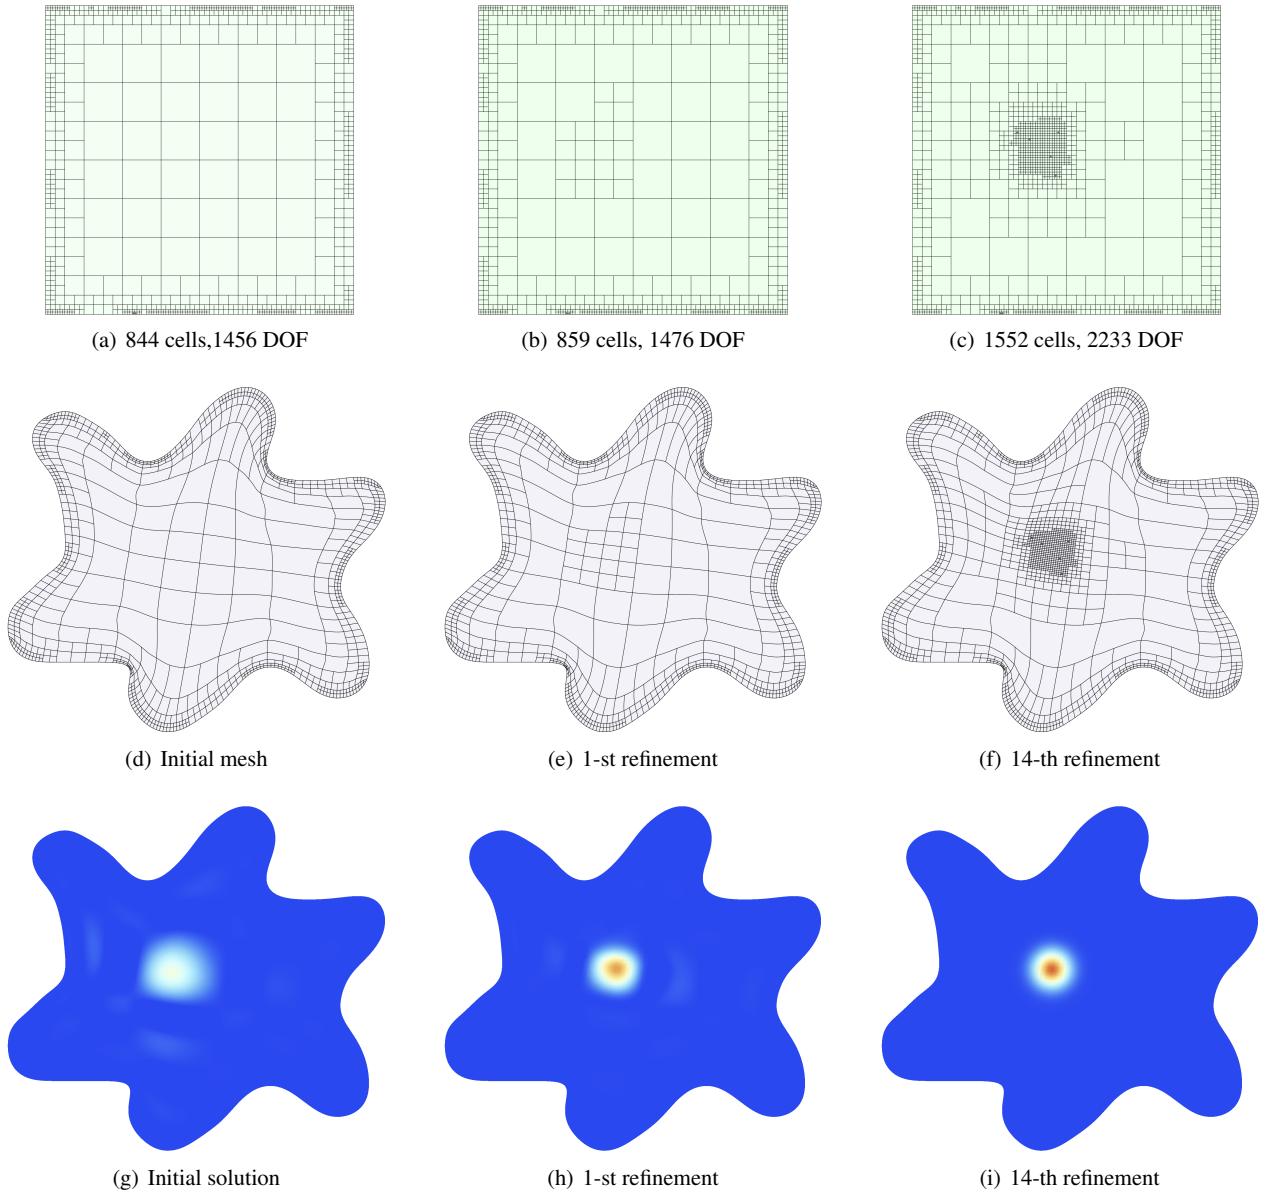 (a) 844 cells,1456 DOF
(b) 859 cells, 1476 DOF
(c) 1552 cells, 2233 DOF
(d) Initial mesh
(e) 1-st refinement
(f) 14-th refinement
(g) Initial solution
(h) 1-st refinement
(i) 14-th refinement